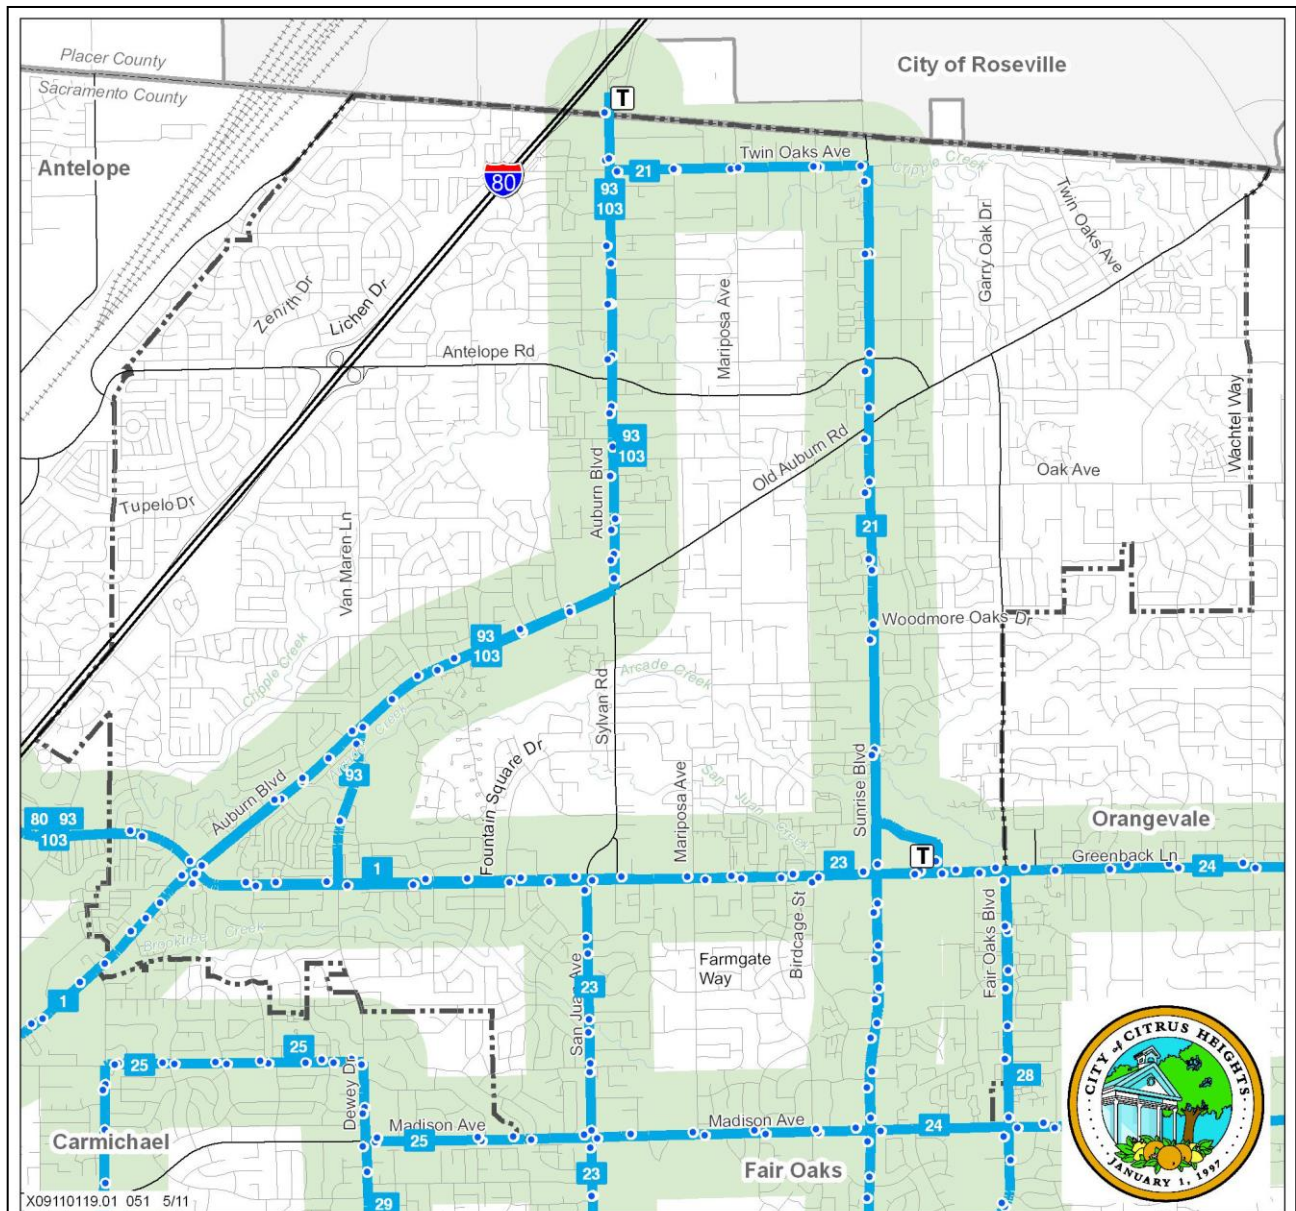 Placer County
Sacramento County
City of Roseville
Antelope
T
80
21
Twin Oaks Ave
Cripple Creek
93
103
Twin Oaks Ave
Garry Oak Dr
Zenith Dr
Lichen Dr
Mariposa Ave
Antelope Rd
Wachtel Way
93
103
Auburn Blvd
Old Auburn Rd
Oak Ave
Tupelo Dr
Van Maren Ln
21
Woodmore Oaks Dr
93
103
Cripple Creek
Arcade Creek
Sylvan Rd
Arcade Creek
Fountain Square Dr
Mariposa Ave
San Juan Creek
Sunrise Blvd
93
Auburn Blvd
80 93
103
Orangevale
T
Greenback Ln
1
23
24
Birdcage St
Fair Oaks Blvd
Brooktree Creek
Farmgate
Way
San Juan Ave
23
1
25
25
Dewey Dr
28
CITY of CITRUS HEIGHTS
JANUARY 1, 1997
Madison Ave
25
Madison Ave
24
Carmichael
Fair Oaks
23
29
X09110119.01 051 5/11